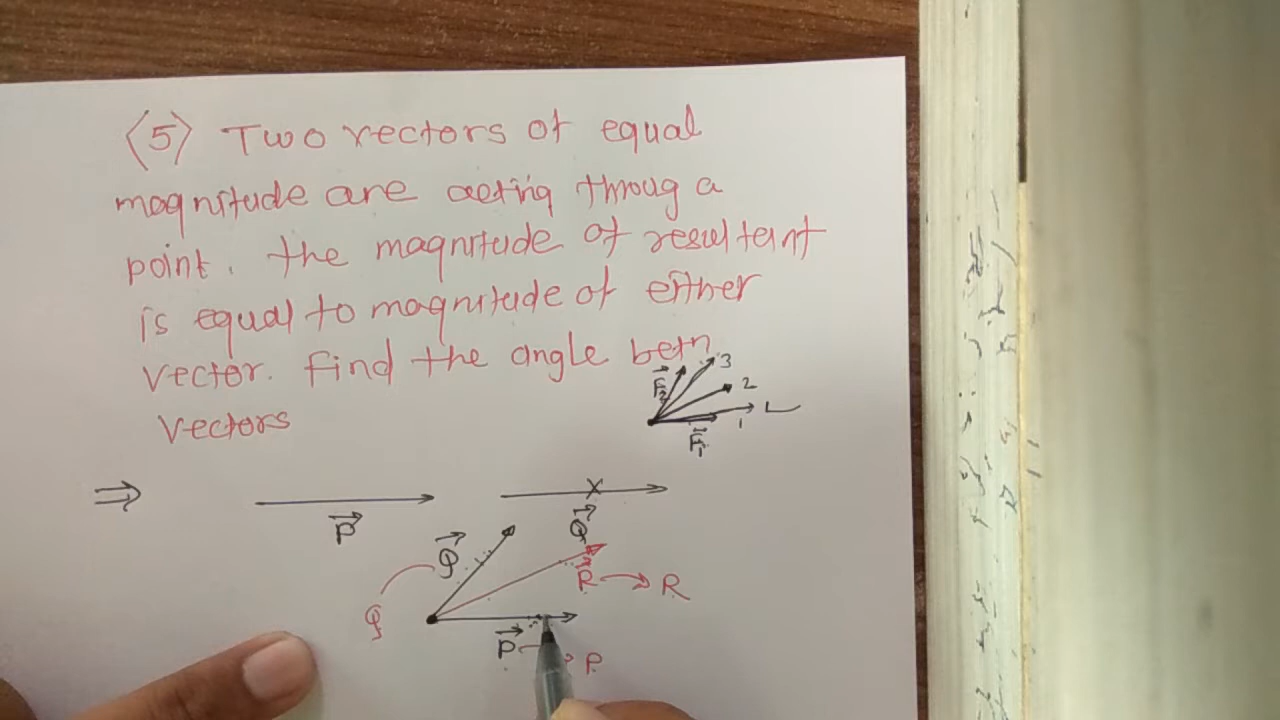 (5) Two vectors of equal
magnitude are acting throug a
point. the magnitude of resultant
is equal to magnitude of either
vector. find the angle betn
vectors
3
F₂ 2
1
F₁
⇒ P Q
Q
R → R
Q
P → P